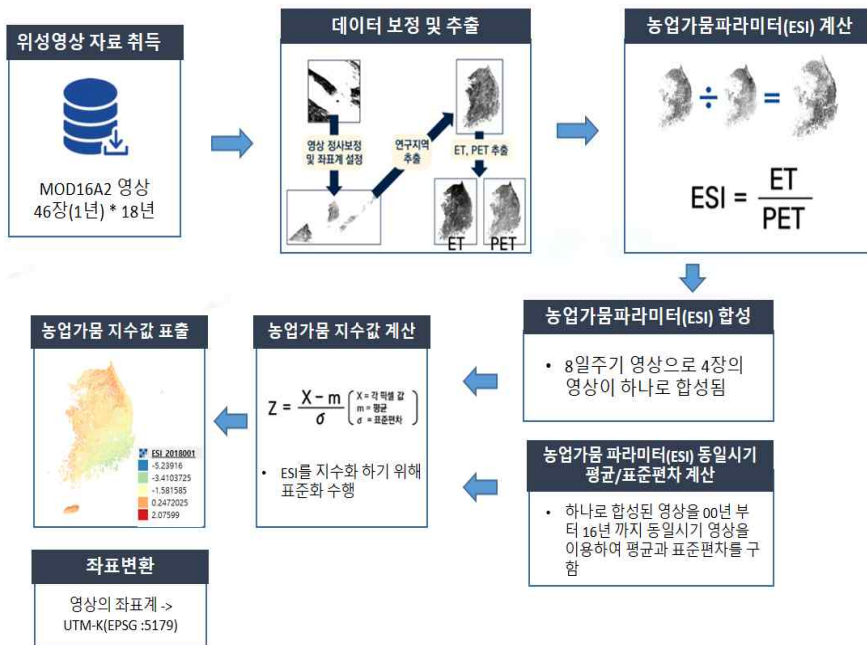 위성영상 자료 취득
MOD16A2 영상
46장(1년) * 18년
데이터 보정 및 추출
영상 정사보정
및 좌표계 설정
연구지역
추출
ET, PET 추출
ET
PET
농업가뭄파라미터(ESI) 계산
÷ =
ESI = ET
PET
농업가뭄파라미터(ESI) 합성
• 8일주기 영상으로 4장의
영상이 하나로 합성됨
농업가뭄 파라미터(ESI) 동일시기
평균/표준편차 계산
• 하나로 합성된 영상을 00년 부
터 16년 까지 동일시기 영상을
이용하여 평균과 표준편차를 구
함
농업가뭄 지수값 계산
Z = X − m
σ
X = 각 픽셀 값
m = 평균
σ = 표준편차
• ESI를 지수화 하기 위해
표준화 수행
농업가뭄 지수값 표출
ESI_2018001
-5.23916
-3.4103725
-1.581585
0.2472025
2.07599
좌표변환
영상의 좌표계 ->
UTM-K(EPSG :5179)